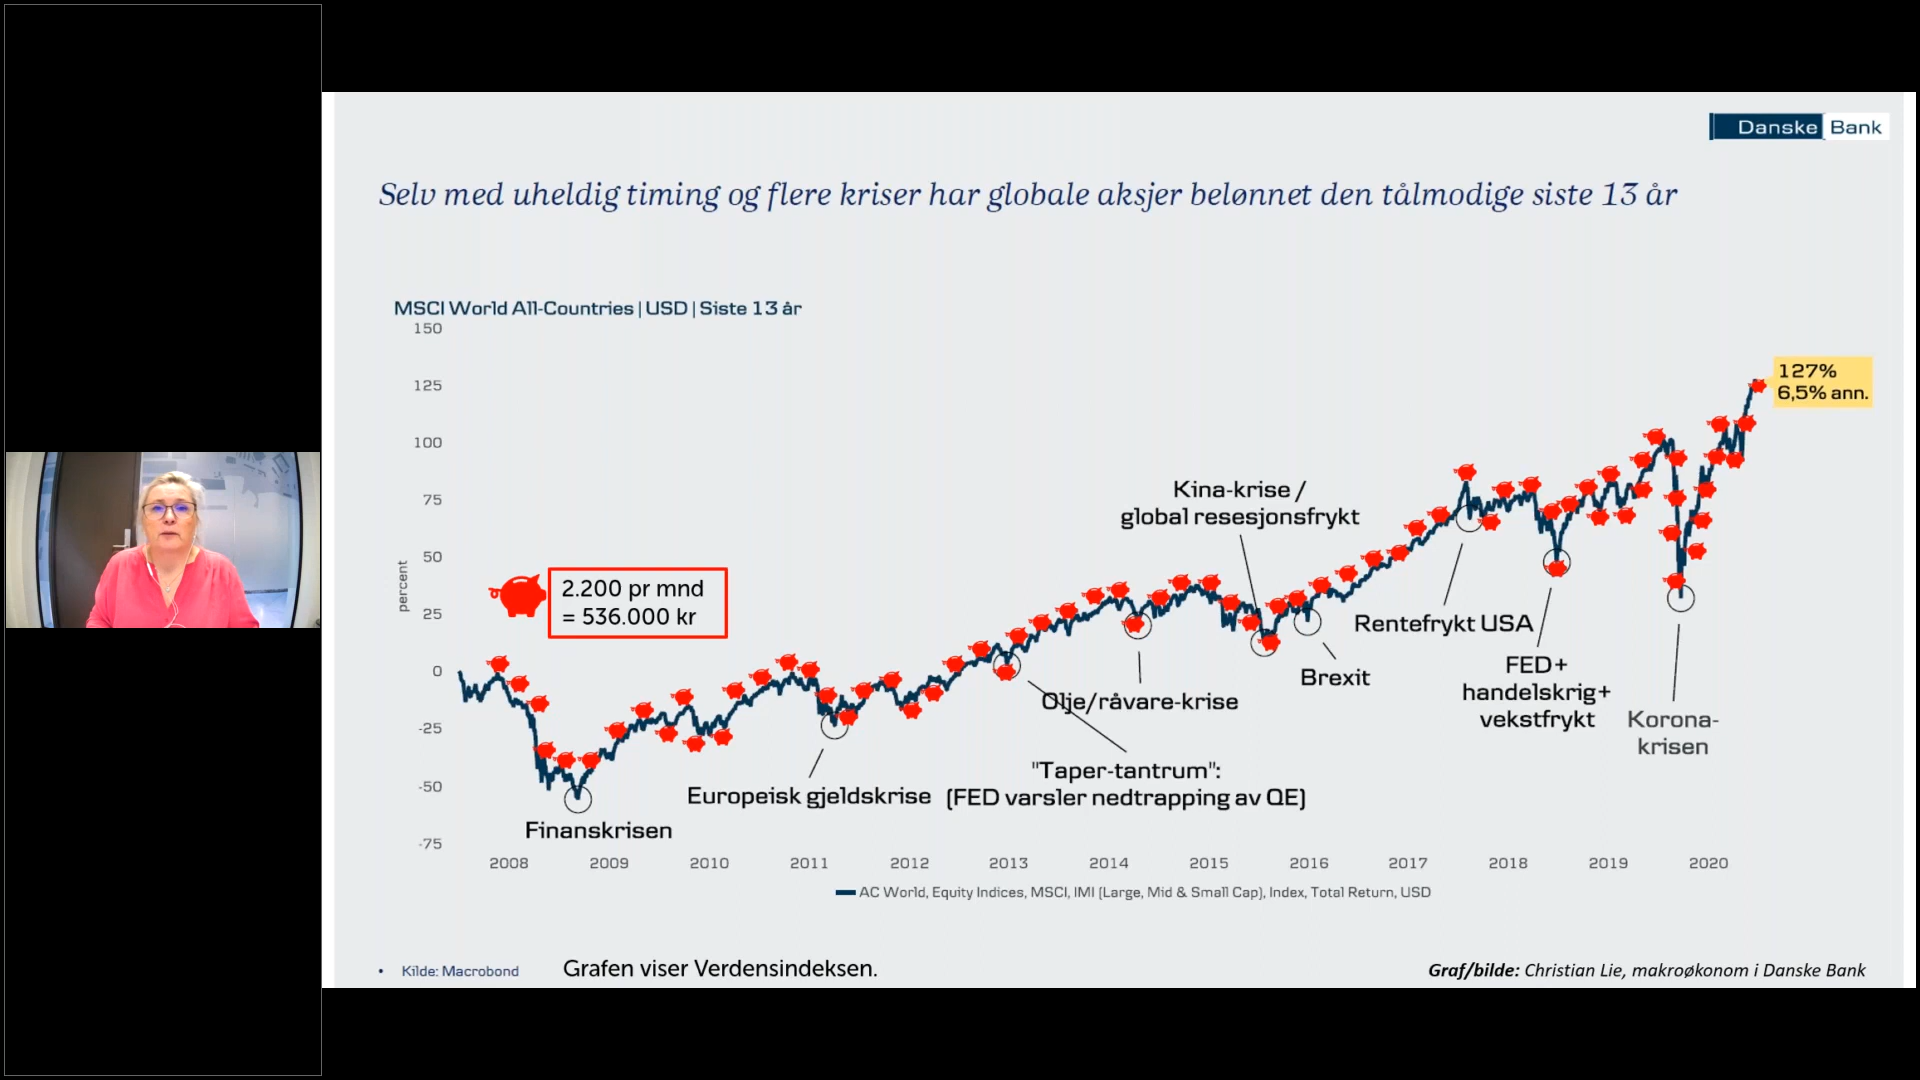 Danske Bank
Selv med uheldig timing og flere kriser har globale aksjer belønnet den tålmodige siste 13 år
MSCI World All-Countries | USD | Siste 13 år
150
125
100
75
50
25
0
-25
-50
-75
percent
127%
6,5% ann.
2.200 pr mnd
= 536.000 kr
Kina-krise /
global resesjonsfrykt
Rentefrykt USA
Brexit
FED+
handelskrig+
vekstfrykt
Korona-
krisen
Olje/råvare-krise
"Taper-tantrum":
(FED varsler nedtrapping av QE)
Europeisk gjeldskrise
Finanskrisen
2008 2009 2010 2011 2012 2013 2014 2015 2016 2017 2018 2019 2020
AC World, Equity Indices, MSCI, IMI (Large, Mid & Small Cap), Index, Total Return, USD
• Kilde: Macrobond
Grafen viser Verdensindeksen.
Graf/bilde: Christian Lie, makroøkonom i Danske Bank